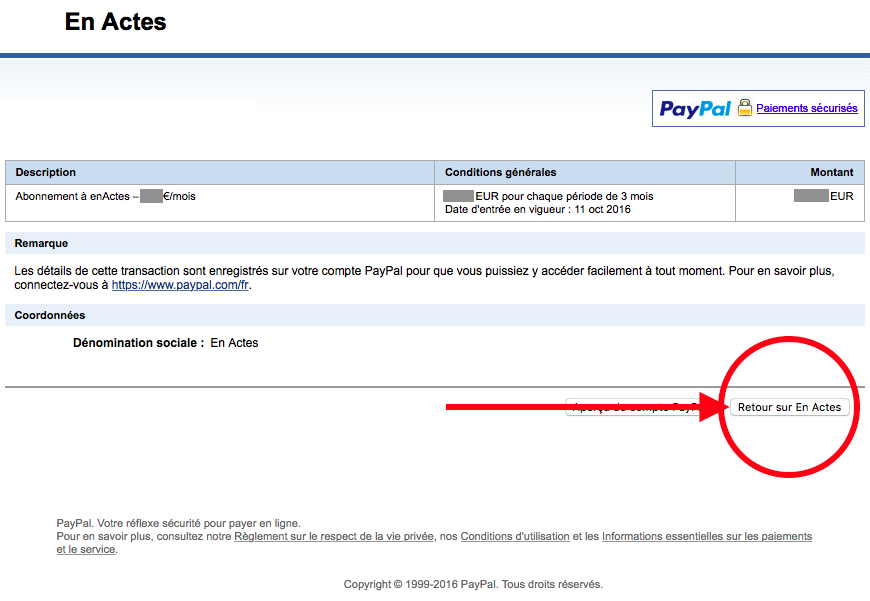 En Actes
PayPal Paiements sécurisés
Description Conditions générales Montant
Abonnement à enActes – €/mois EUR pour chaque période de 3 mois EUR
Date d'entrée en vigueur : 11 oct 2016
Remarque
Les détails de cette transaction sont enregistrés sur votre compte PayPal pour que vous puissiez y accéder facilement à tout moment. Pour en savoir plus,
connectez-vous à https://www.paypal.com/fr.
Coordonnées
Dénomination sociale : En Actes
Aperçu du compte Retour sur En Actes
PayPal. Votre réflexe sécurité pour payer en ligne.
Pour en savoir plus, consultez notre Règlement sur le respect de la vie privée, nos Conditions d'utilisation et les Informations essentielles sur les paiements
et le service.
Copyright © 1999-2016 PayPal. Tous droits réservés.